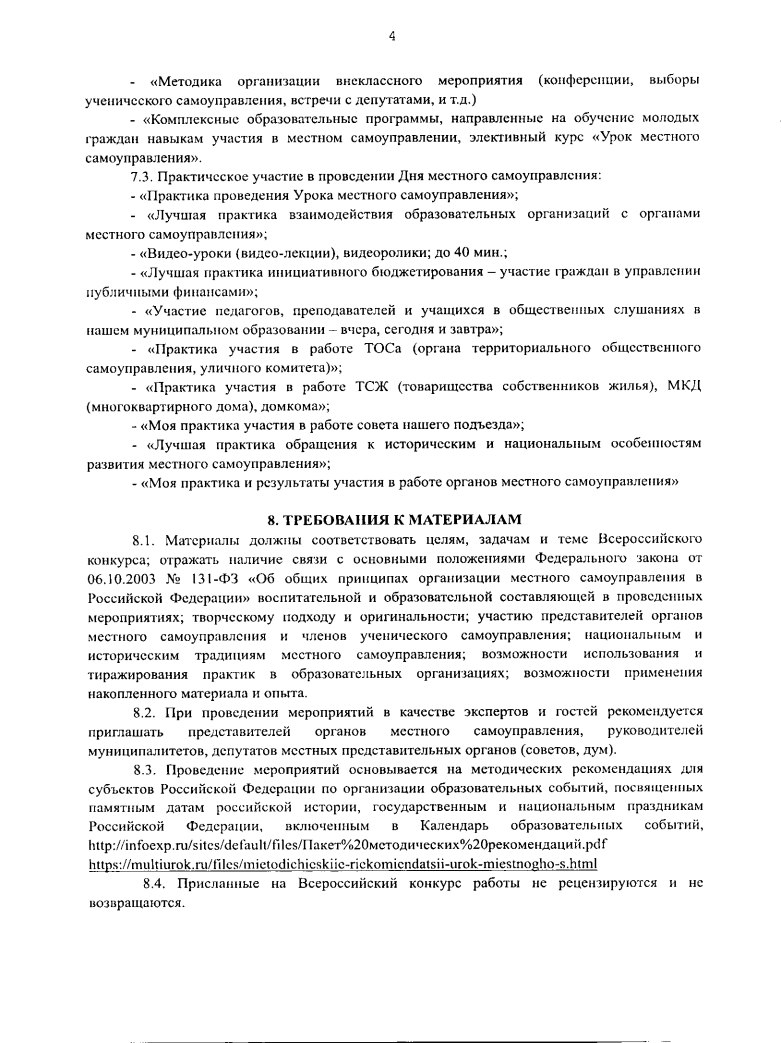 4
- «Методика организации внеклассного мероприятия (конференции, выборы
ученического самоуправления, встречи с депутатами, и т.д.)
- «Комплексные образовательные программы, направленные на обучение молодых
граждан навыкам участия в местном самоуправлении, элективный курс «Урок местного
самоуправления».
7.3. Практическое участие в проведении Дня местного самоуправления:
- «Практика проведения Урока местного самоуправления»;
- «Лучшая практика взаимодействия образовательных организаций с органами
местного самоуправления»;
- «Видео-уроки (видео-лекции), видеоролики; до 40 мин.;
- «Лучшая практика инициативного бюджетирования – участие граждан в управлении
публичными финансами»;
- «Участие педагогов, преподавателей и учащихся в общественных слушаниях в
нашем муниципальном образовании – вчера, сегодня и завтра»;
- «Практика участия в работе ТОСа (органа территориального общественного
самоуправления, уличного комитета)»;
- «Практика участия в работе ТСЖ (товарищества собственников жилья), МКД
(многоквартирного дома), домкома»;
- «Моя практика участия в работе совета нашего подъезда»;
- «Лучшая практика обращения к историческим и национальным особенностям
развития местного самоуправления»;
- «Моя практика и результаты участия в работе органов местного самоуправления»
8. ТРЕБОВАНИЯ К МАТЕРИАЛАМ
8.1. Материалы должны соответствовать целям, задачам и теме Всероссийского
конкурса; отражать наличие связи с основными положениями Федерального закона от
06.10.2003 № 131-ФЗ «Об общих принципах организации местного самоуправления в
Российской Федерации» воспитательной и образовательной составляющей в проведенных
мероприятиях; творческому подходу и оригинальности; участию представителей органов
местного самоуправления и членов ученического самоуправления; национальным и
историческим традициям местного самоуправления; возможности использования и
тиражирования практик в образовательных организациях; возможности применения
накопленного материала и опыта.
8.2. При проведении мероприятий в качестве экспертов и гостей рекомендуется
приглашать представителей органов местного самоуправления, руководителей
муниципалитетов, депутатов местных представительных органов (советов, дум).
8.3. Проведение мероприятий основывается на методических рекомендациях для
субъектов Российской Федерации по организации образовательных событий, посвященных
памятным датам российской истории, государственным и национальным праздникам
Российской Федерации, включенным в Календарь образовательных событий,
http://infoexp.ru/sites/default/files/Пакет%20методических%20рекомендаций.pdf
https://multiurok.ru/files/mietodichieskiie-riekomiendatsii-urok-miestnogho-s.html
8.4. Присланные на Всероссийский конкурс работы не рецензируются и не
возвращаются.